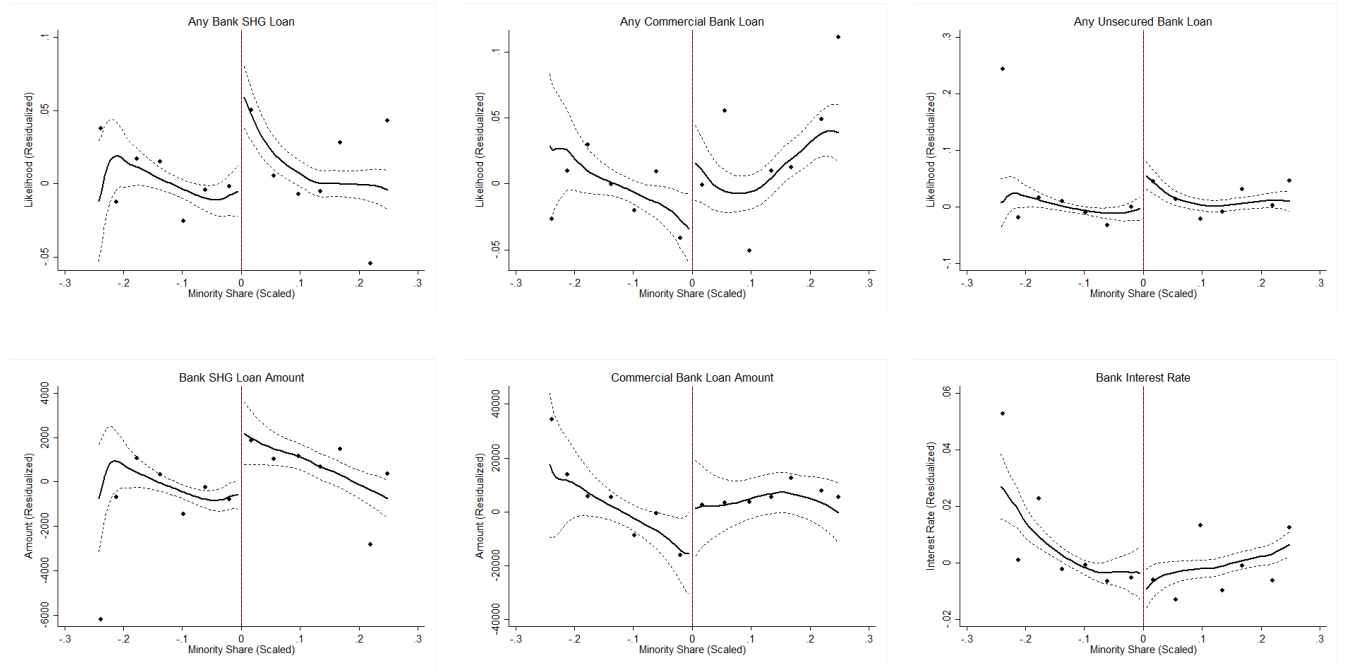 Any Bank SHG Loan
Likelihood (Residualized)
.1
.05
0
-.05
-.3 -.2 -.1 0 .1 .2 .3
Minority Share (Scaled)
Any Commercial Bank Loan
Likelihood (Residualized)
.1
.05
0
-.05
-.3 -.2 -.1 0 .1 .2 .3
Minority Share (Scaled)
Any Unsecured Bank Loan
Likelihood (Residualized)
.3
.2
.1
0
-.1
-.3 -.2 -.1 0 .1 .2 .3
Minority Share (Scaled)
Bank SHG Loan Amount
Amount (Residualized)
4000
2000
0
-2000
-4000
-6000
-.3 -.2 -.1 0 .1 .2 .3
Minority Share (Scaled)
Commercial Bank Loan Amount
Amount (Residualized)
40000
20000
0
-20000
-40000
-.3 -.2 -.1 0 .1 .2 .3
Minority Share (Scaled)
Bank Interest Rate
Interest Rate (Residualized)
.06
.04
.02
0
-.02
-.3 -.2 -.1 0 .1 .2 .3
Minority Share (Scaled)